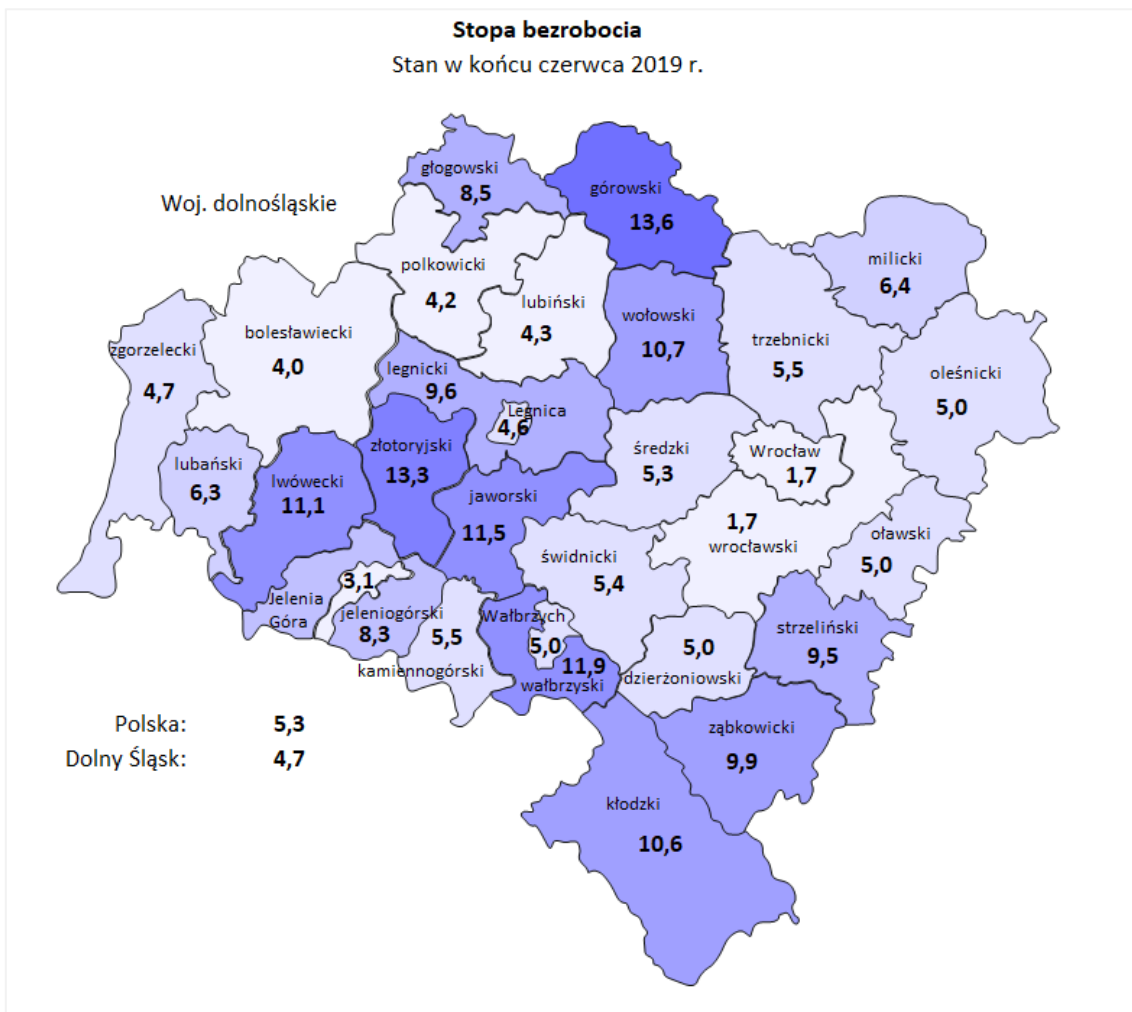 Stopa bezrobocia
Stan w końcu czerwca 2019 r.
Woj. dolnośląskie
głogowski
8,5
górowski
13,6
milicki
6,4
polkowicki
4,2
lubiński
4,3
wołowski
10,7
trzebnicki
5,5
oleśnicki
5,0
zgorzelecki
4,7
bolesławiecki
4,0
legnicki
9,6
Legnica
4,6
złotoryjski
13,3
lubański
6,3
lwówecki
11,1
jaworski
11,5
średzki
5,3
Wrocław
1,7
1,7
wrocławski
oławski
5,0
świdnicki
5,4
Jelenia
Góra
3,1
jeleniogórski
8,3
5,5
kamiennogórski
Wałbrzych
5,0
11,9
wałbrzyski
5,0
dzierżoniowski
strzeliński
9,5
ząbkowicki
9,9
kłodzki
10,6
Polska: 5,3
Dolny Śląsk: 4,7